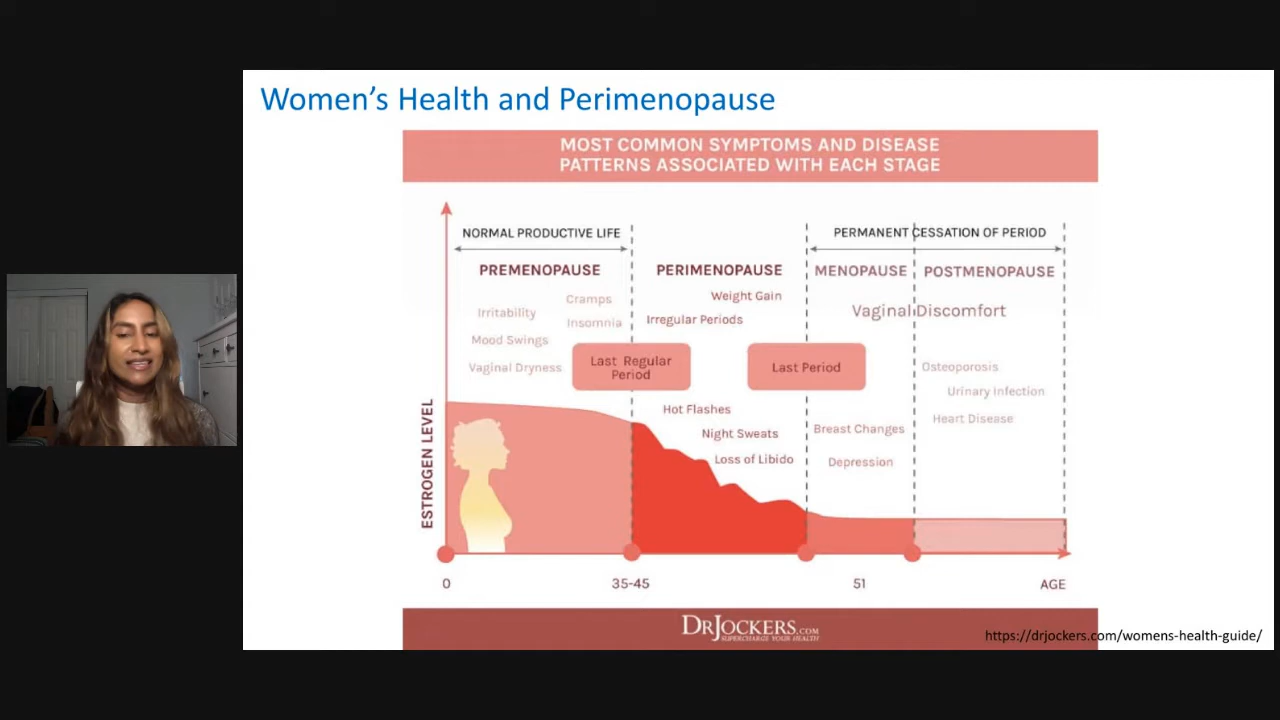 Women's Health and Perimenopause
MOST COMMON SYMPTOMS AND DISEASE
PATTERNS ASSOCIATED WITH EACH STAGE
NORMAL PRODUCTIVE LIFE
PERMANENT CESSATION OF PERIOD
PREMENOPAUSE
PERIMENOPAUSE
MENOPAUSE
POSTMENOPAUSE
Cramps
Irritability
Insomnia
Mood Swings
Vaginal Dryness
Weight Gain
Irregular Periods
Vaginal Discomfort
Last Regular
Period
Last Period
Osteoporosis
Urinary Infection
Heart Disease
Hot Flashes
Night Sweats
Loss of Libido
Breast Changes
Depression
ESTROGEN LEVEL
0
35-45
51
AGE
DRJOCKERS.COM
SUPERCHARGE YOUR HEALTH
https://drjockers.com/womens-health-guide/